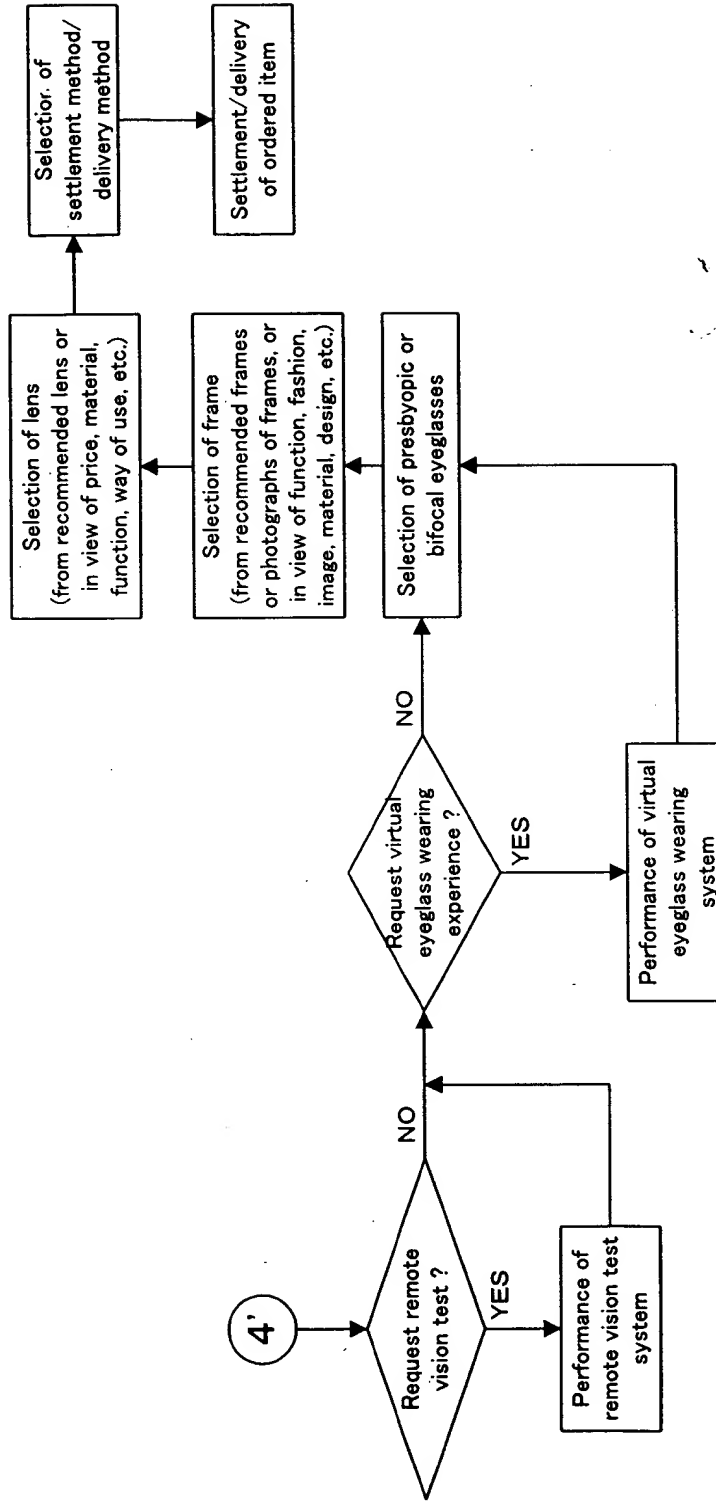 4'
Request remote
vision test ?
YES
NO
Performance of
remote vision test
system
Request virtual
eyeglass wearing
experience ?
NO
YES
Performance of virtual
eyeglass wearing
system
Selection of presbyopic or
bifocal eyeglasses
Selection of frame
(from recommended frames
or photographs of frames, or
in view of function, fashion,
image, material, design, etc.)
Selection of lens
(from recommended lens or
in view of price, material,
function, way of use, etc.)
Selection of
settlement method/
delivery method
Settlement/delivery
of ordered item